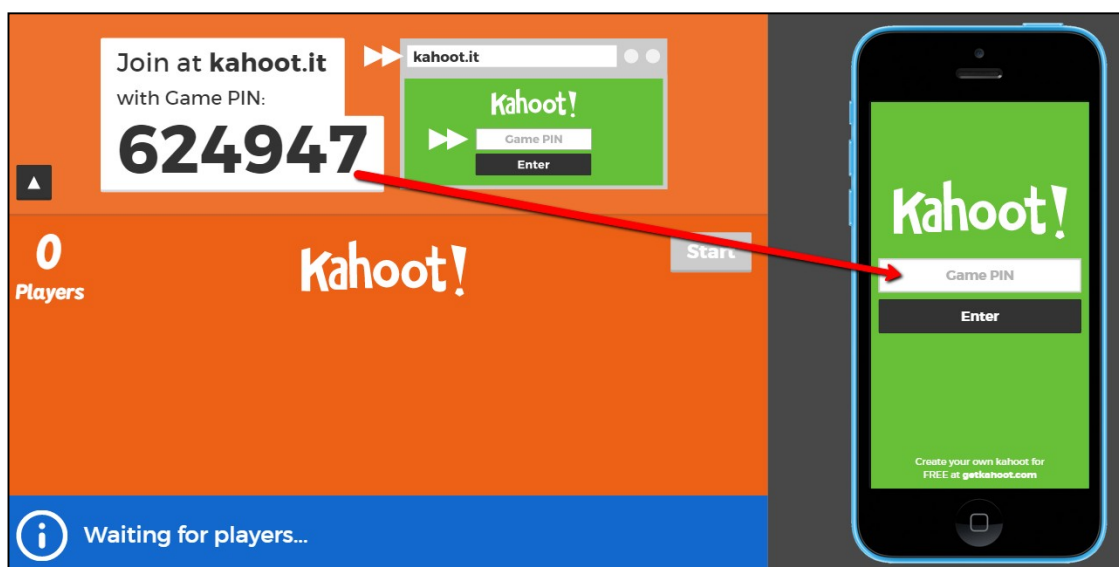 Join at kahoot.it
with Game PIN:
624947
kahoot.it
Kahoot!
Game PIN
Enter
0
Players
Kahoot!
Start
Waiting for players...
Kahoot!
Game PIN
Enter
Create your own kahoot for
FREE at getkahoot.com